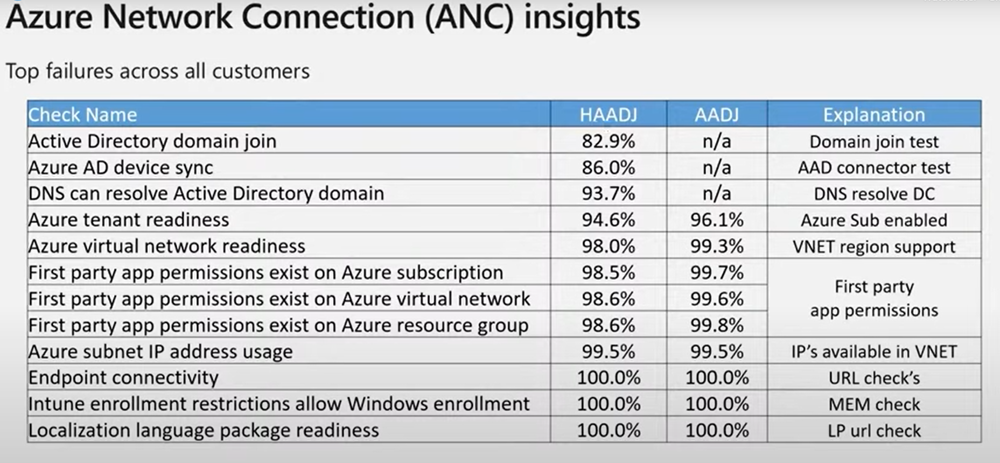 Azure Network Connection (ANC) insights
Top failures across all customers
Check Name HAADJ AADJ Explanation
Active Directory domain join 82.9% n/a Domain join test
Azure AD device sync 86.0% n/a AAD connector test
DNS can resolve Active Directory domain 93.7% n/a DNS resolve DC
Azure tenant readiness 94.6% 96.1% Azure Sub enabled
Azure virtual network readiness 98.0% 99.3% VNET region support
First party app permissions exist on Azure subscription 98.5% 99.7%
First party app permissions exist on Azure virtual network 98.6% 99.6%
First party app permissions exist on Azure resource group 98.6% 99.8%
First party
app permissions
Azure subnet IP address usage 99.5% 99.5% IP's available in VNET
Endpoint connectivity 100.0% 100.0% URL check's
Intune enrollment restrictions allow Windows enrollment 100.0% 100.0% MEM check
Localization language package readiness 100.0% 100.0% LP url check